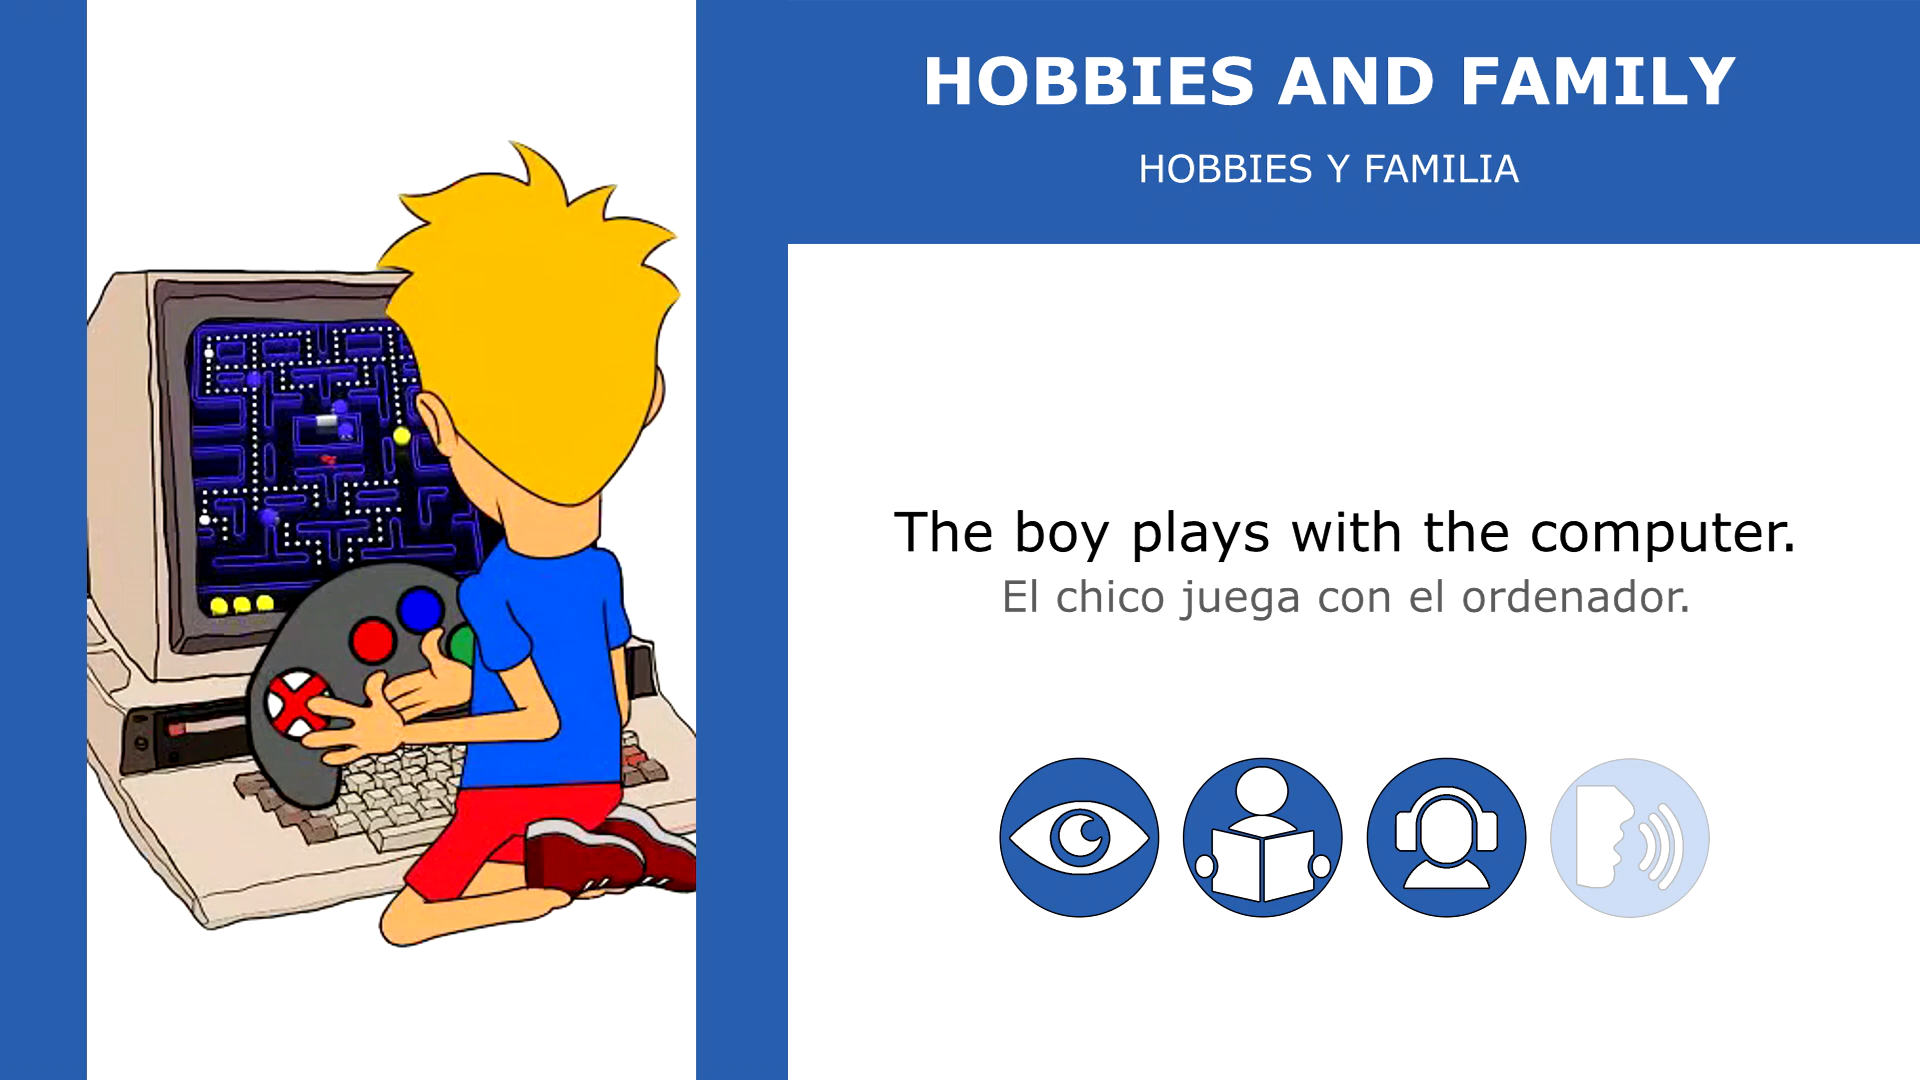 HOBBIES AND FAMILY
HOBBIES Y FAMILIA
The boy plays with the computer.
El chico juega con el ordenador.